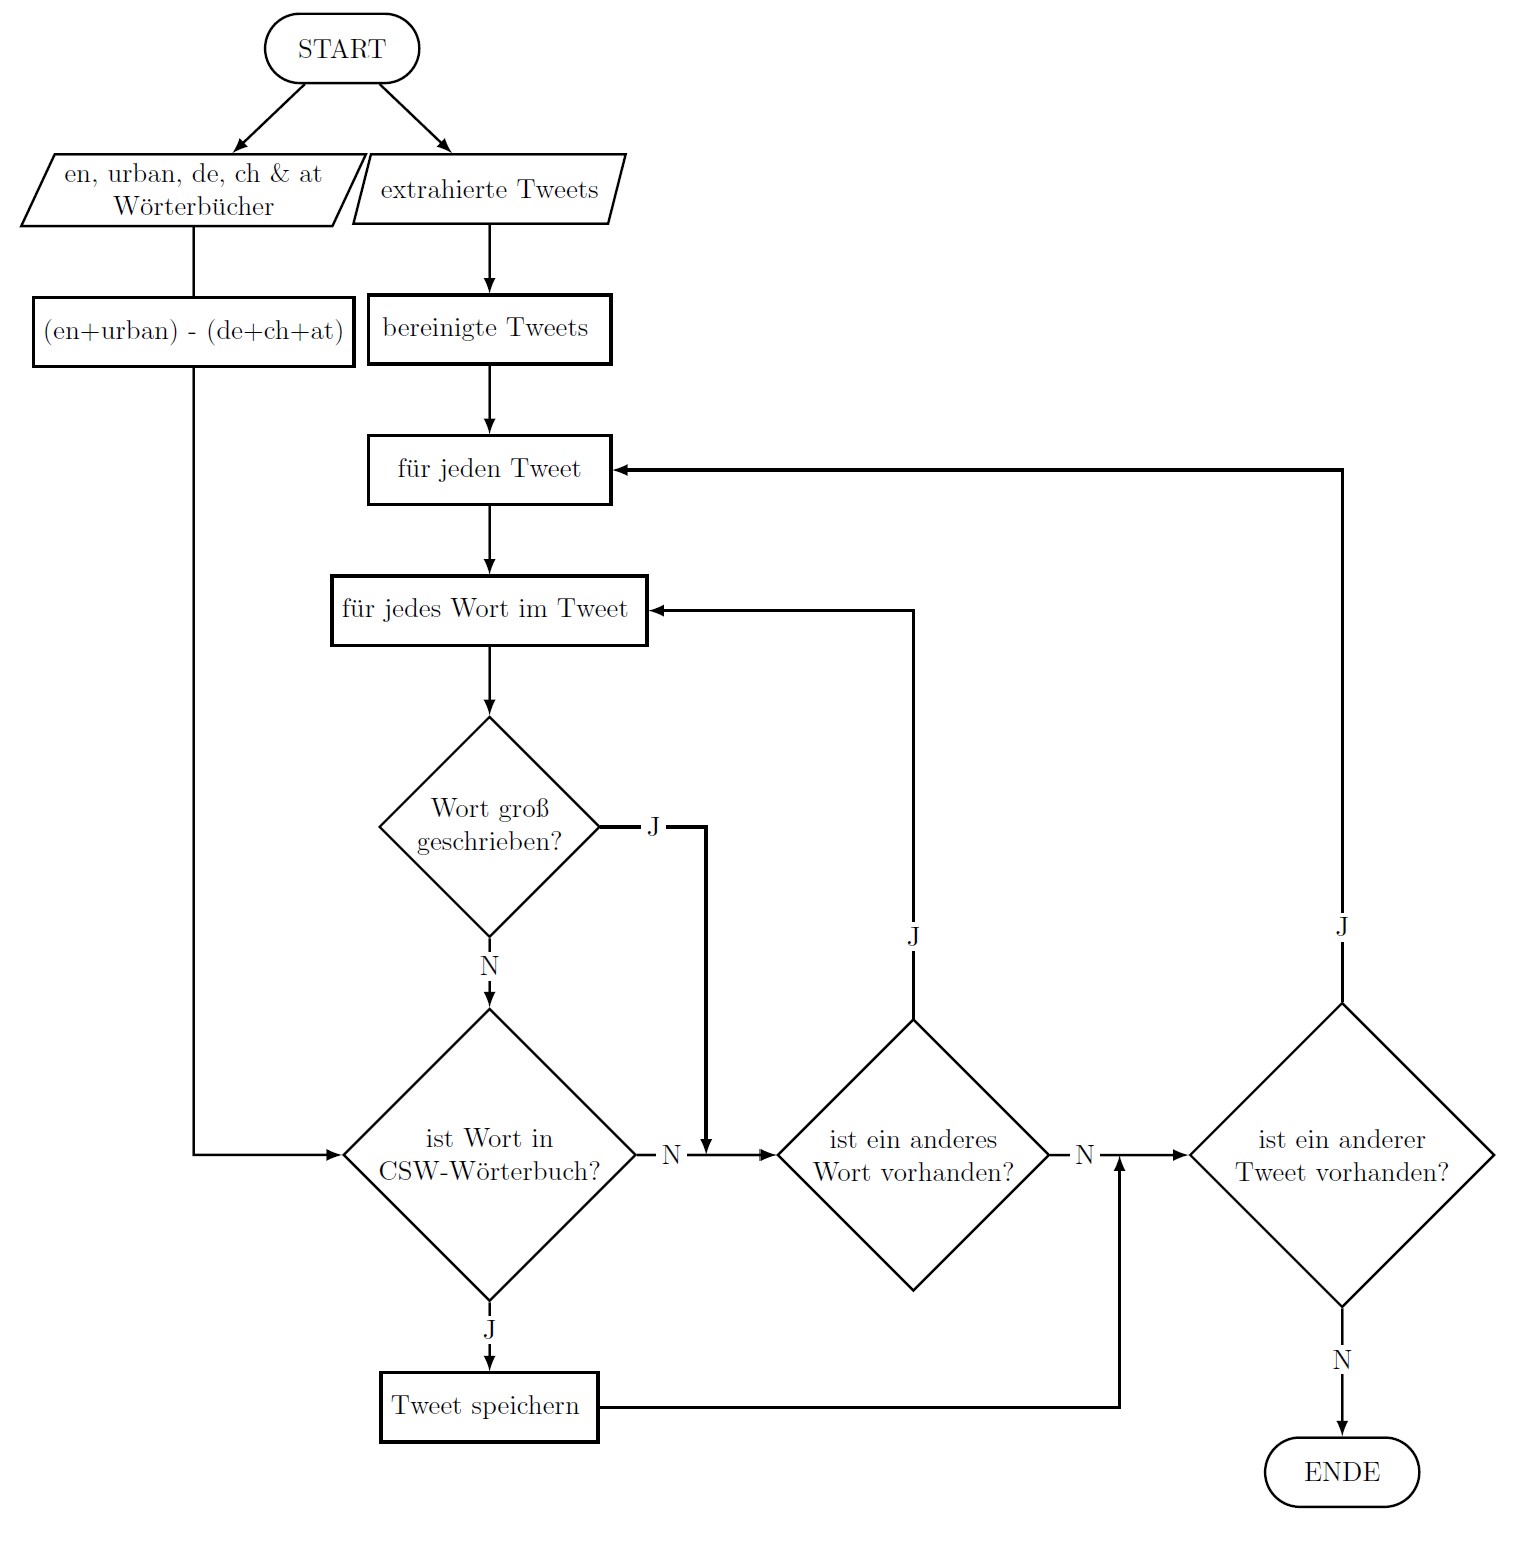 START
en, urban, de, ch & at
Wörterbücher
extrahierte Tweets
(en+urban) - (de+ch+at)
bereinigte Tweets
für jeden Tweet
für jedes Wort im Tweet
Wort groß
geschrieben?
J
N
J
J
ist Wort in
CSW-Wörterbuch?
N
ist ein anderes
Wort vorhanden?
N
ist ein anderer
Tweet vorhanden?
J
N
Tweet speichern
ENDE